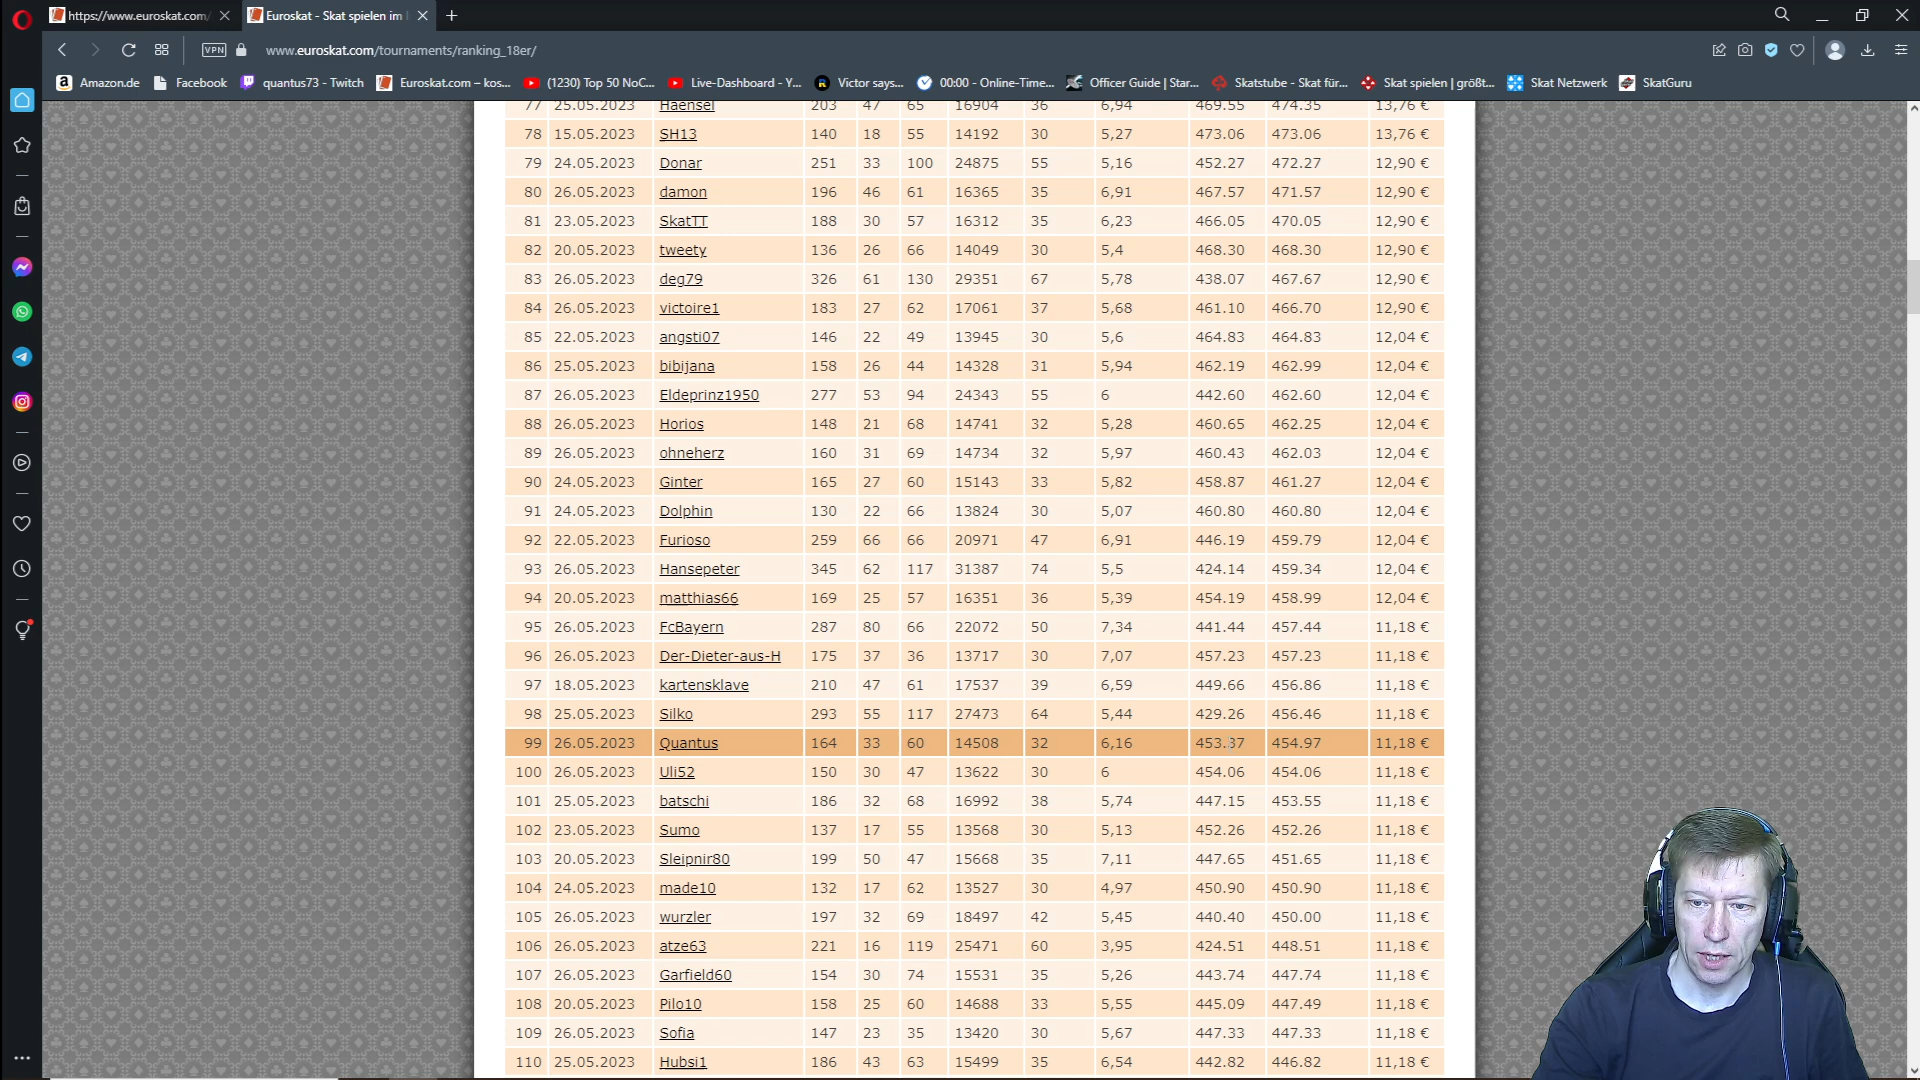 https://www.euroskat.com/
Euroskat - Skat spielen im
VPN
www.euroskat.com/tournaments/ranking_18er/
Amazon.de Facebook quantus73 - Twitch Euroskat.com – kos... (1230) Top 50 NoC... Live-Dashboard - Y... Victor says... 00:00 - Online-Time... Officer Guide | Star... Skatstube - Skat für... Skat spielen | größt... Skat Netzwerk SkatGuru
77 25.05.2023 Haensel 203 47 65 16904 36 6,94 469.55 474.35 13,76 €
78 15.05.2023 SH13 140 18 55 14192 30 5,27 473.06 473.06 13,76 €
79 24.05.2023 Donar 251 33 100 24875 55 5,16 452.27 472.27 12,90 €
80 26.05.2023 damon 196 46 61 16365 35 6,91 467.57 471.57 12,90 €
81 23.05.2023 SkatTT 188 30 57 16312 35 6,23 466.05 470.05 12,90 €
82 20.05.2023 tweety 136 26 66 14049 30 5,4 468.30 468.30 12,90 €
83 26.05.2023 deg79 326 61 130 29351 67 5,78 438.07 467.67 12,90 €
84 26.05.2023 victoire1 183 27 62 17061 37 5,68 461.10 466.70 12,90 €
85 22.05.2023 angsti07 146 22 49 13945 30 5,6 464.83 464.83 12,04 €
86 25.05.2023 bibijana 158 26 44 14328 31 5,94 462.19 462.99 12,04 €
87 26.05.2023 Eldeprinz1950 277 53 94 24343 55 6 442.60 462.60 12,04 €
88 26.05.2023 Horios 148 21 68 14741 32 5,28 460.65 462.25 12,04 €
89 26.05.2023 ohneherz 160 31 69 14734 32 5,97 460.43 462.03 12,04 €
90 24.05.2023 Ginter 165 27 60 15143 33 5,82 458.87 461.27 12,04 €
91 24.05.2023 Dolphin 130 22 66 13824 30 5,07 460.80 460.80 12,04 €
92 22.05.2023 Furioso 259 66 66 20971 47 6,91 446.19 459.79 12,04 €
93 26.05.2023 Hansepeter 345 62 117 31387 74 5,5 424.14 459.34 12,04 €
94 20.05.2023 matthias66 169 25 57 16351 36 5,39 454.19 458.99 12,04 €
95 26.05.2023 FcBayern 287 80 66 22072 50 7,34 441.44 457.44 11,18 €
96 26.05.2023 Der-Dieter-aus-H 175 37 36 13717 30 7,07 457.23 457.23 11,18 €
97 18.05.2023 kartensklave 210 47 61 17537 39 6,59 449.66 456.86 11,18 €
98 25.05.2023 Silko 293 55 117 27473 64 5,44 429.26 456.46 11,18 €
99 26.05.2023 Quantus 164 33 60 14508 32 6,16 453.37 454.97 11,18 €
100 26.05.2023 Uli52 150 30 47 13622 30 6 454.06 454.06 11,18 €
101 25.05.2023 batschi 186 32 68 16992 38 5,74 447.15 453.55 11,18 €
102 23.05.2023 Sumo 137 17 55 13568 30 5,13 452.26 452.26 11,18 €
103 20.05.2023 Sleipnir80 199 50 47 15668 35 7,11 447.65 451.65 11,18 €
104 24.05.2023 made10 132 17 62 13527 30 4,97 450.90 450.90 11,18 €
105 26.05.2023 wurzler 197 32 69 18497 42 5,45 440.40 450.00 11,18 €
106 26.05.2023 atze63 221 16 119 25471 60 3,95 424.51 448.51 11,18 €
107 26.05.2023 Garfield60 154 30 74 15531 35 5,26 443.74 447.74 11,18 €
108 20.05.2023 Pilo10 158 25 60 14688 33 5,55 445.09 447.49 11,18 €
109 26.05.2023 Sofia 147 23 35 13420 30 5,67 447.33 447.33 11,18 €
110 25.05.2023 Hubsi1 186 43 63 15499 35 6,54 442.82 446.82 11,18 €